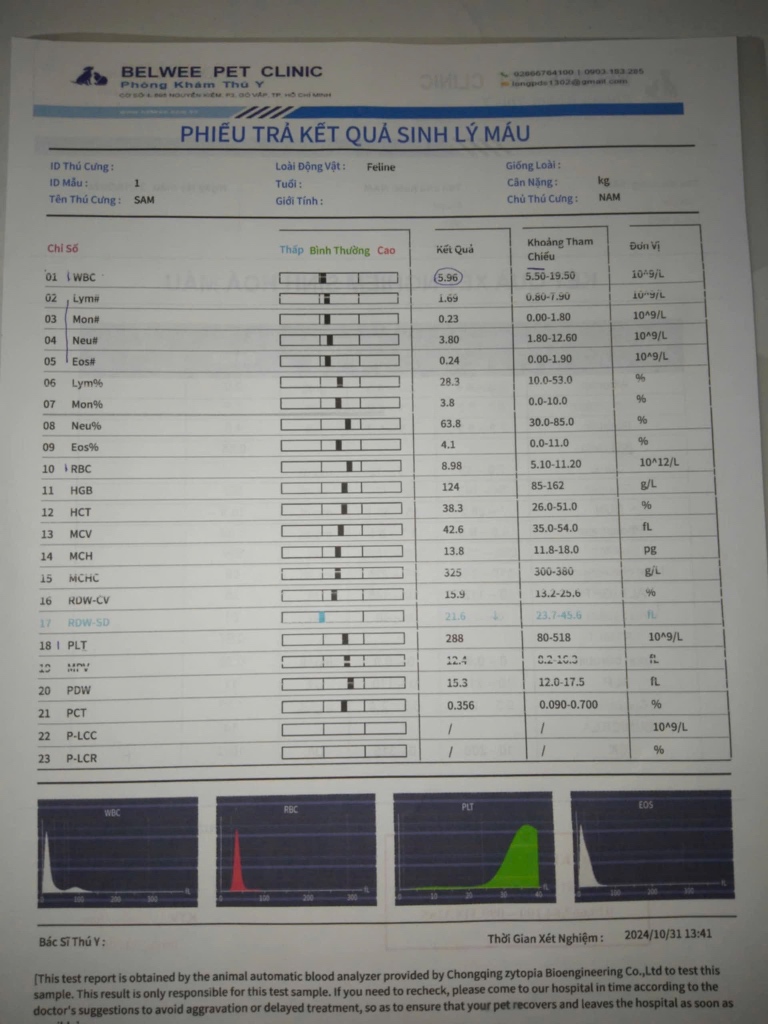 BELWEE PET CLINIC
Phòng Khám Thú Y
02866764100 | 0903 183 285
longpdc1302@gmail.com
PHIẾU TRẢ KẾT QUẢ SINH LÝ MÁU
ID Thú Cưng : Loài Động Vật : Feline Giống Loài :
ID Mẫu : 1 Tuổi : Cân Nặng : kg
Tên Thú Cưng : SAM Giới Tính : Chủ Thú Cưng : NAM
Chỉ Số Thấp Bình Thường Cao Kết Quả Khoảng Tham Chiếu Đơn Vị
01 WBC 5.96 5.50-19.50 10^9/L
02 Lym# 1.69 0.80-7.90 10^9/L
03 Mon# 0.23 0.00-1.80 10^9/L
04 Neu# 3.80 1.80-12.60 10^9/L
05 Eos# 0.24 0.00-1.90 10^9/L
06 Lym% 28.3 10.0-53.0 %
07 Mon% 3.8 0.0-10.0 %
08 Neu% 63.8 30.0-85.0 %
09 Eos% 4.1 0.0-11.0 %
10 RBC 8.98 5.10-11.20 10^12/L
11 HGB 124 85-162 g/L
12 HCT 38.3 26.0-51.0 %
13 MCV 42.6 35.0-54.0 fL
14 MCH 13.8 11.8-18.0 pg
15 MCHC 325 300-380 g/L
16 RDW-CV 15.9 13.2-25.6 %
17 RDW-SD 21.6 ↓ 23.7-45.6 fL
18 PLT 288 80-518 10^9/L
19 MPV 12.4 8.2-16.3 fL
20 PDW 15.3 12.0-17.5 fL
21 PCT 0.356 0.090-0.700 %
22 P-LCC / / 10^9/L
23 P-LCR / / %
WBC RBC PLT EOS
100 200 300 fL 100 200 300 fL 10 20 30 40 fL 100 200 300 fL
Bác Sĩ Thú Y : Thời Gian Xét Nghiệm : 2024/10/31 13:41
[This test report is obtained by the animal automatic blood analyzer provided by Chongqing zytopia Bioengineering Co.,Ltd to test this
sample. This result is only responsible for this test sample. If you need to recheck, please come to our hospital in time according to the
doctor's suggestions to avoid aggravation or delayed treatment, so as to ensure that your pet recovers and leaves the hospital as soon as